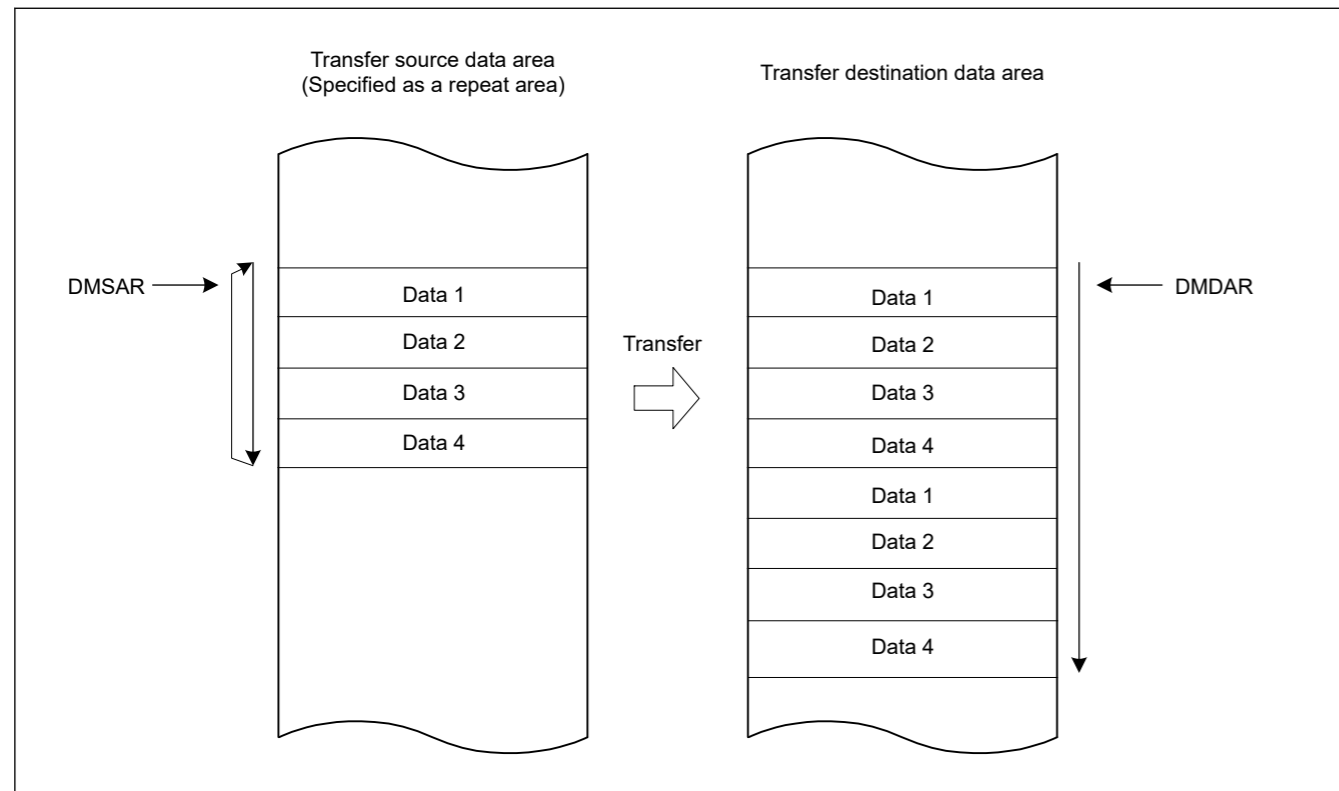 Transfer source data area
(Specified as a repeat area)
Transfer destination data area
DMSAR
Data 1
Data 2
Data 3
Data 4
Transfer
Data 1
Data 2
Data 3
Data 4
Data 1
Data 2
Data 3
Data 4
DMDAR